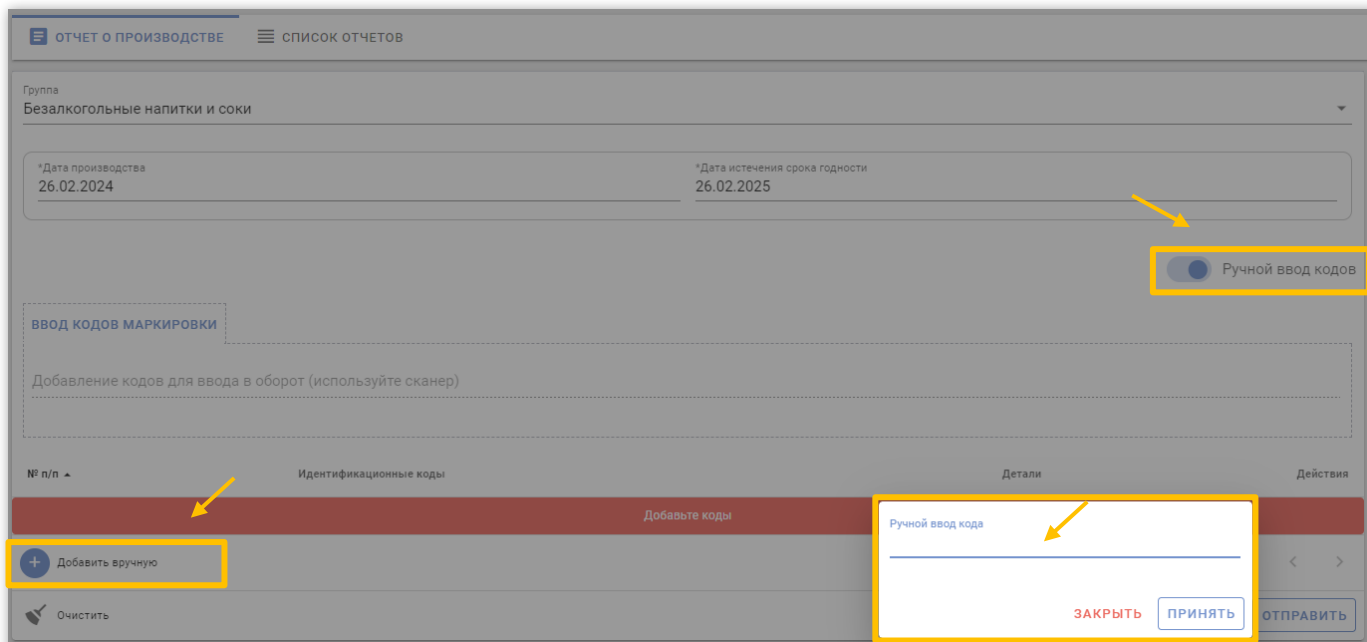 ОТЧЕТ О ПРОИЗВОДСТВЕ СПИСОК ОТЧЕТОВ
Группа
Безалкогольные напитки и соки
*Дата производства *Дата истечения срока годности
26.02.2024 26.02.2025
Ручной ввод кодов
ВВОД КОДОВ МАРКИРОВКИ
Добавление кодов для ввода в оборот (используйте сканер)
№ п/п Идентификационные коды Детали Действия
Добавьте коды
Ручной ввод кода
Добавить вручную
ЗАКРЫТЬ ПРИНЯТЬ
Очистить ОТПРАВИТЬ